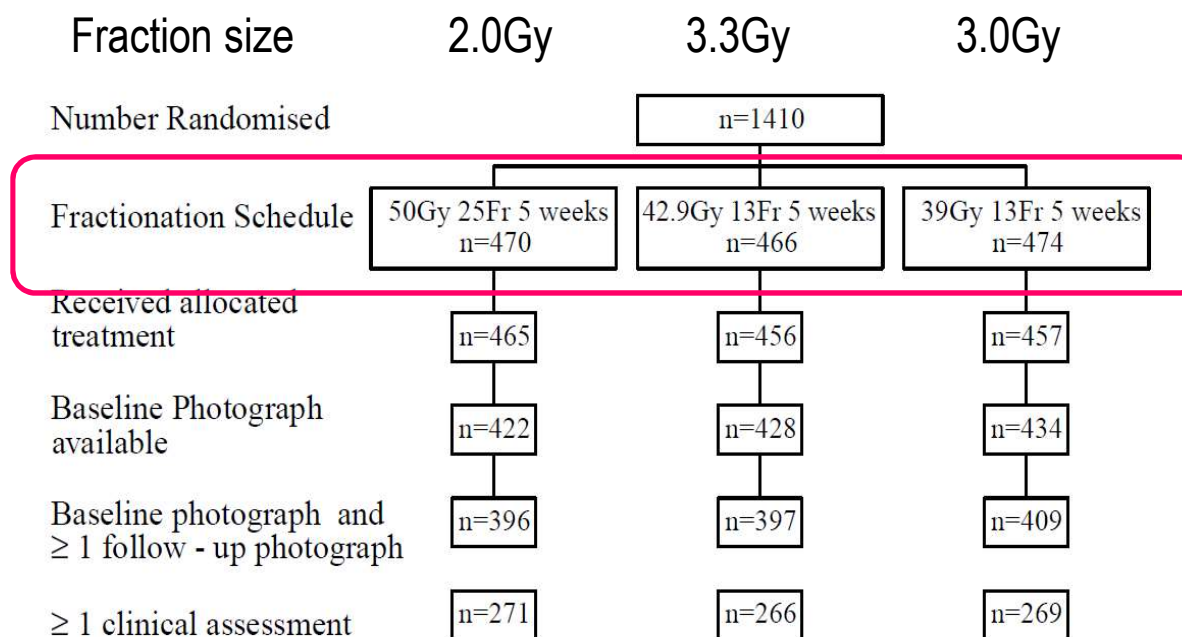 Fraction size 2.0Gy 3.3Gy 3.0Gy
Number Randomised n=1410
Fractionation Schedule 50Gy 25Fr 5 weeks 42.9Gy 13Fr 5 weeks 39Gy 13Fr 5 weeks
n=470 n=466 n=474
Received allocated
treatment n=465 n=456 n=457
Baseline Photograph
available n=422 n=428 n=434
Baseline photograph and n=396 n=397 n=409
≥ 1 follow - up photograph
≥ 1 clinical assessment n=271 n=266 n=269